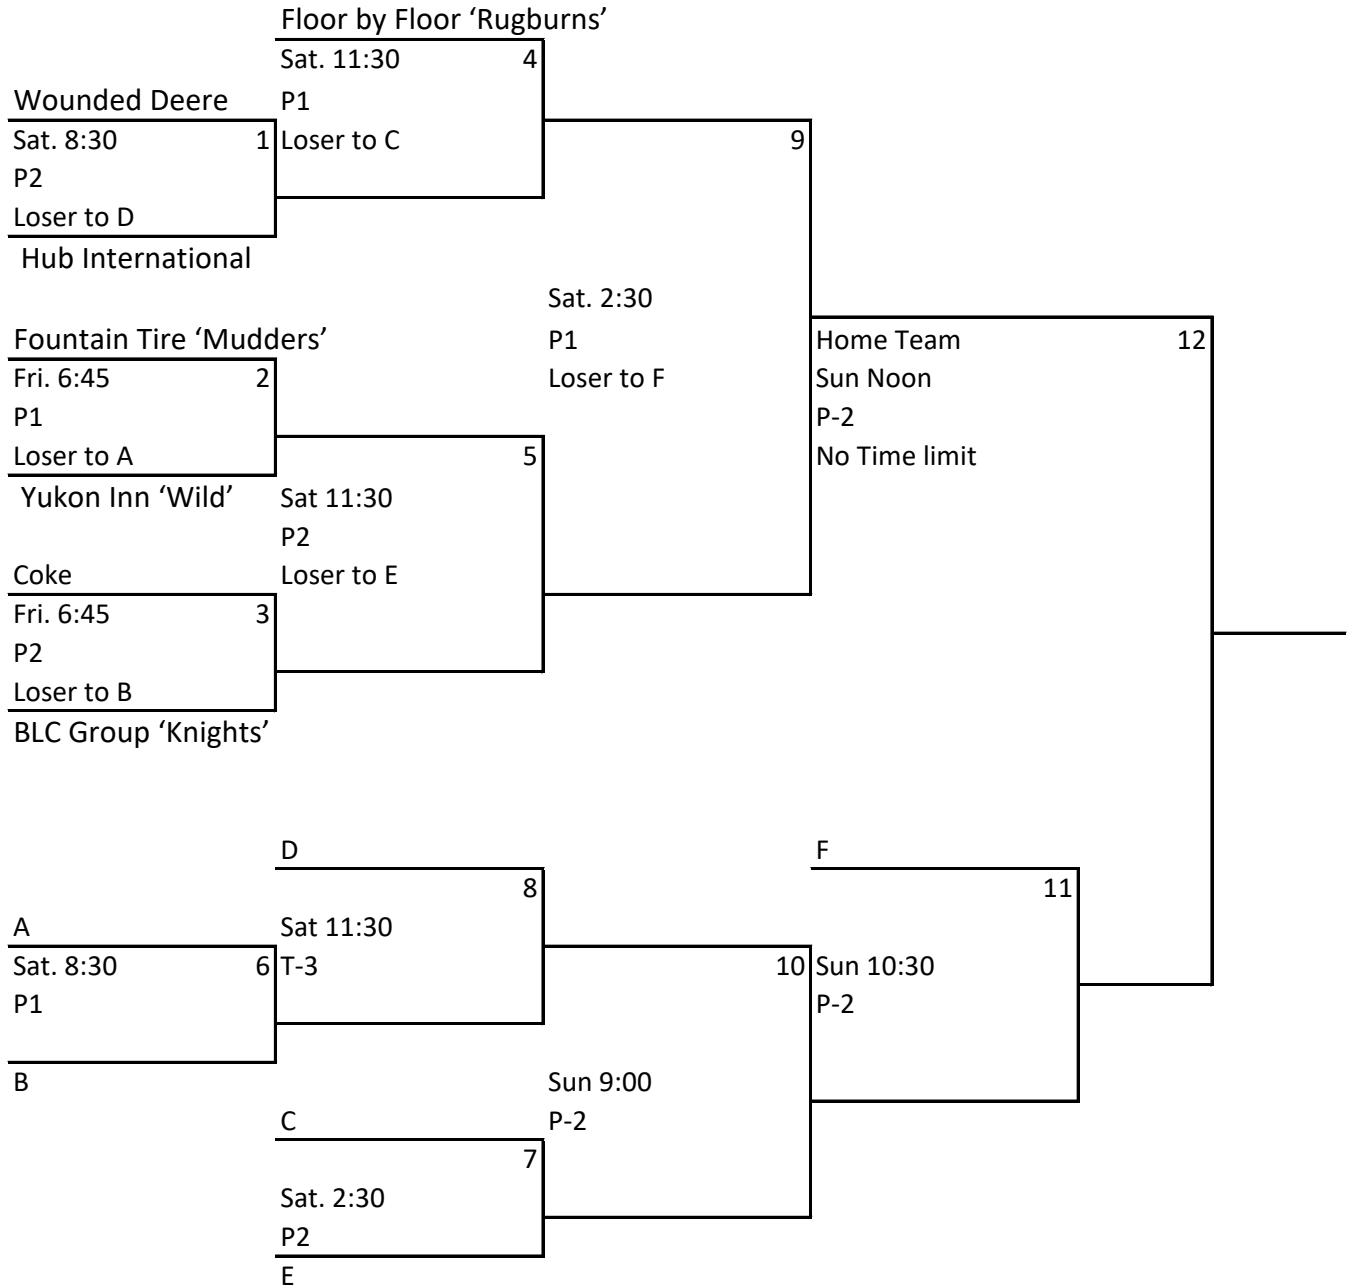 Floor by Floor ‘Rugburns’
Sat. 11:30 4
Wounded Deere P1
Sat. 8:30 1 Loser to C 9
P2
Loser to D
Hub International
Sat. 2:30
Fountain Tire ‘Mudders’ P1 Home Team 12
Fri. 6:45 2 Loser to F Sun Noon
P1 P-2
Loser to A 5 No Time limit
Yukon Inn ‘Wild’ Sat 11:30
P2
Coke Loser to E
Fri. 6:45 3
P2
Loser to B
BLC Group ‘Knights’
D F
8 11
A Sat 11:30
Sat. 8:30 6 T-3 10 Sun 10:30
P1 P-2
B Sun 9:00
C P-2
7
Sat. 2:30
P2
E